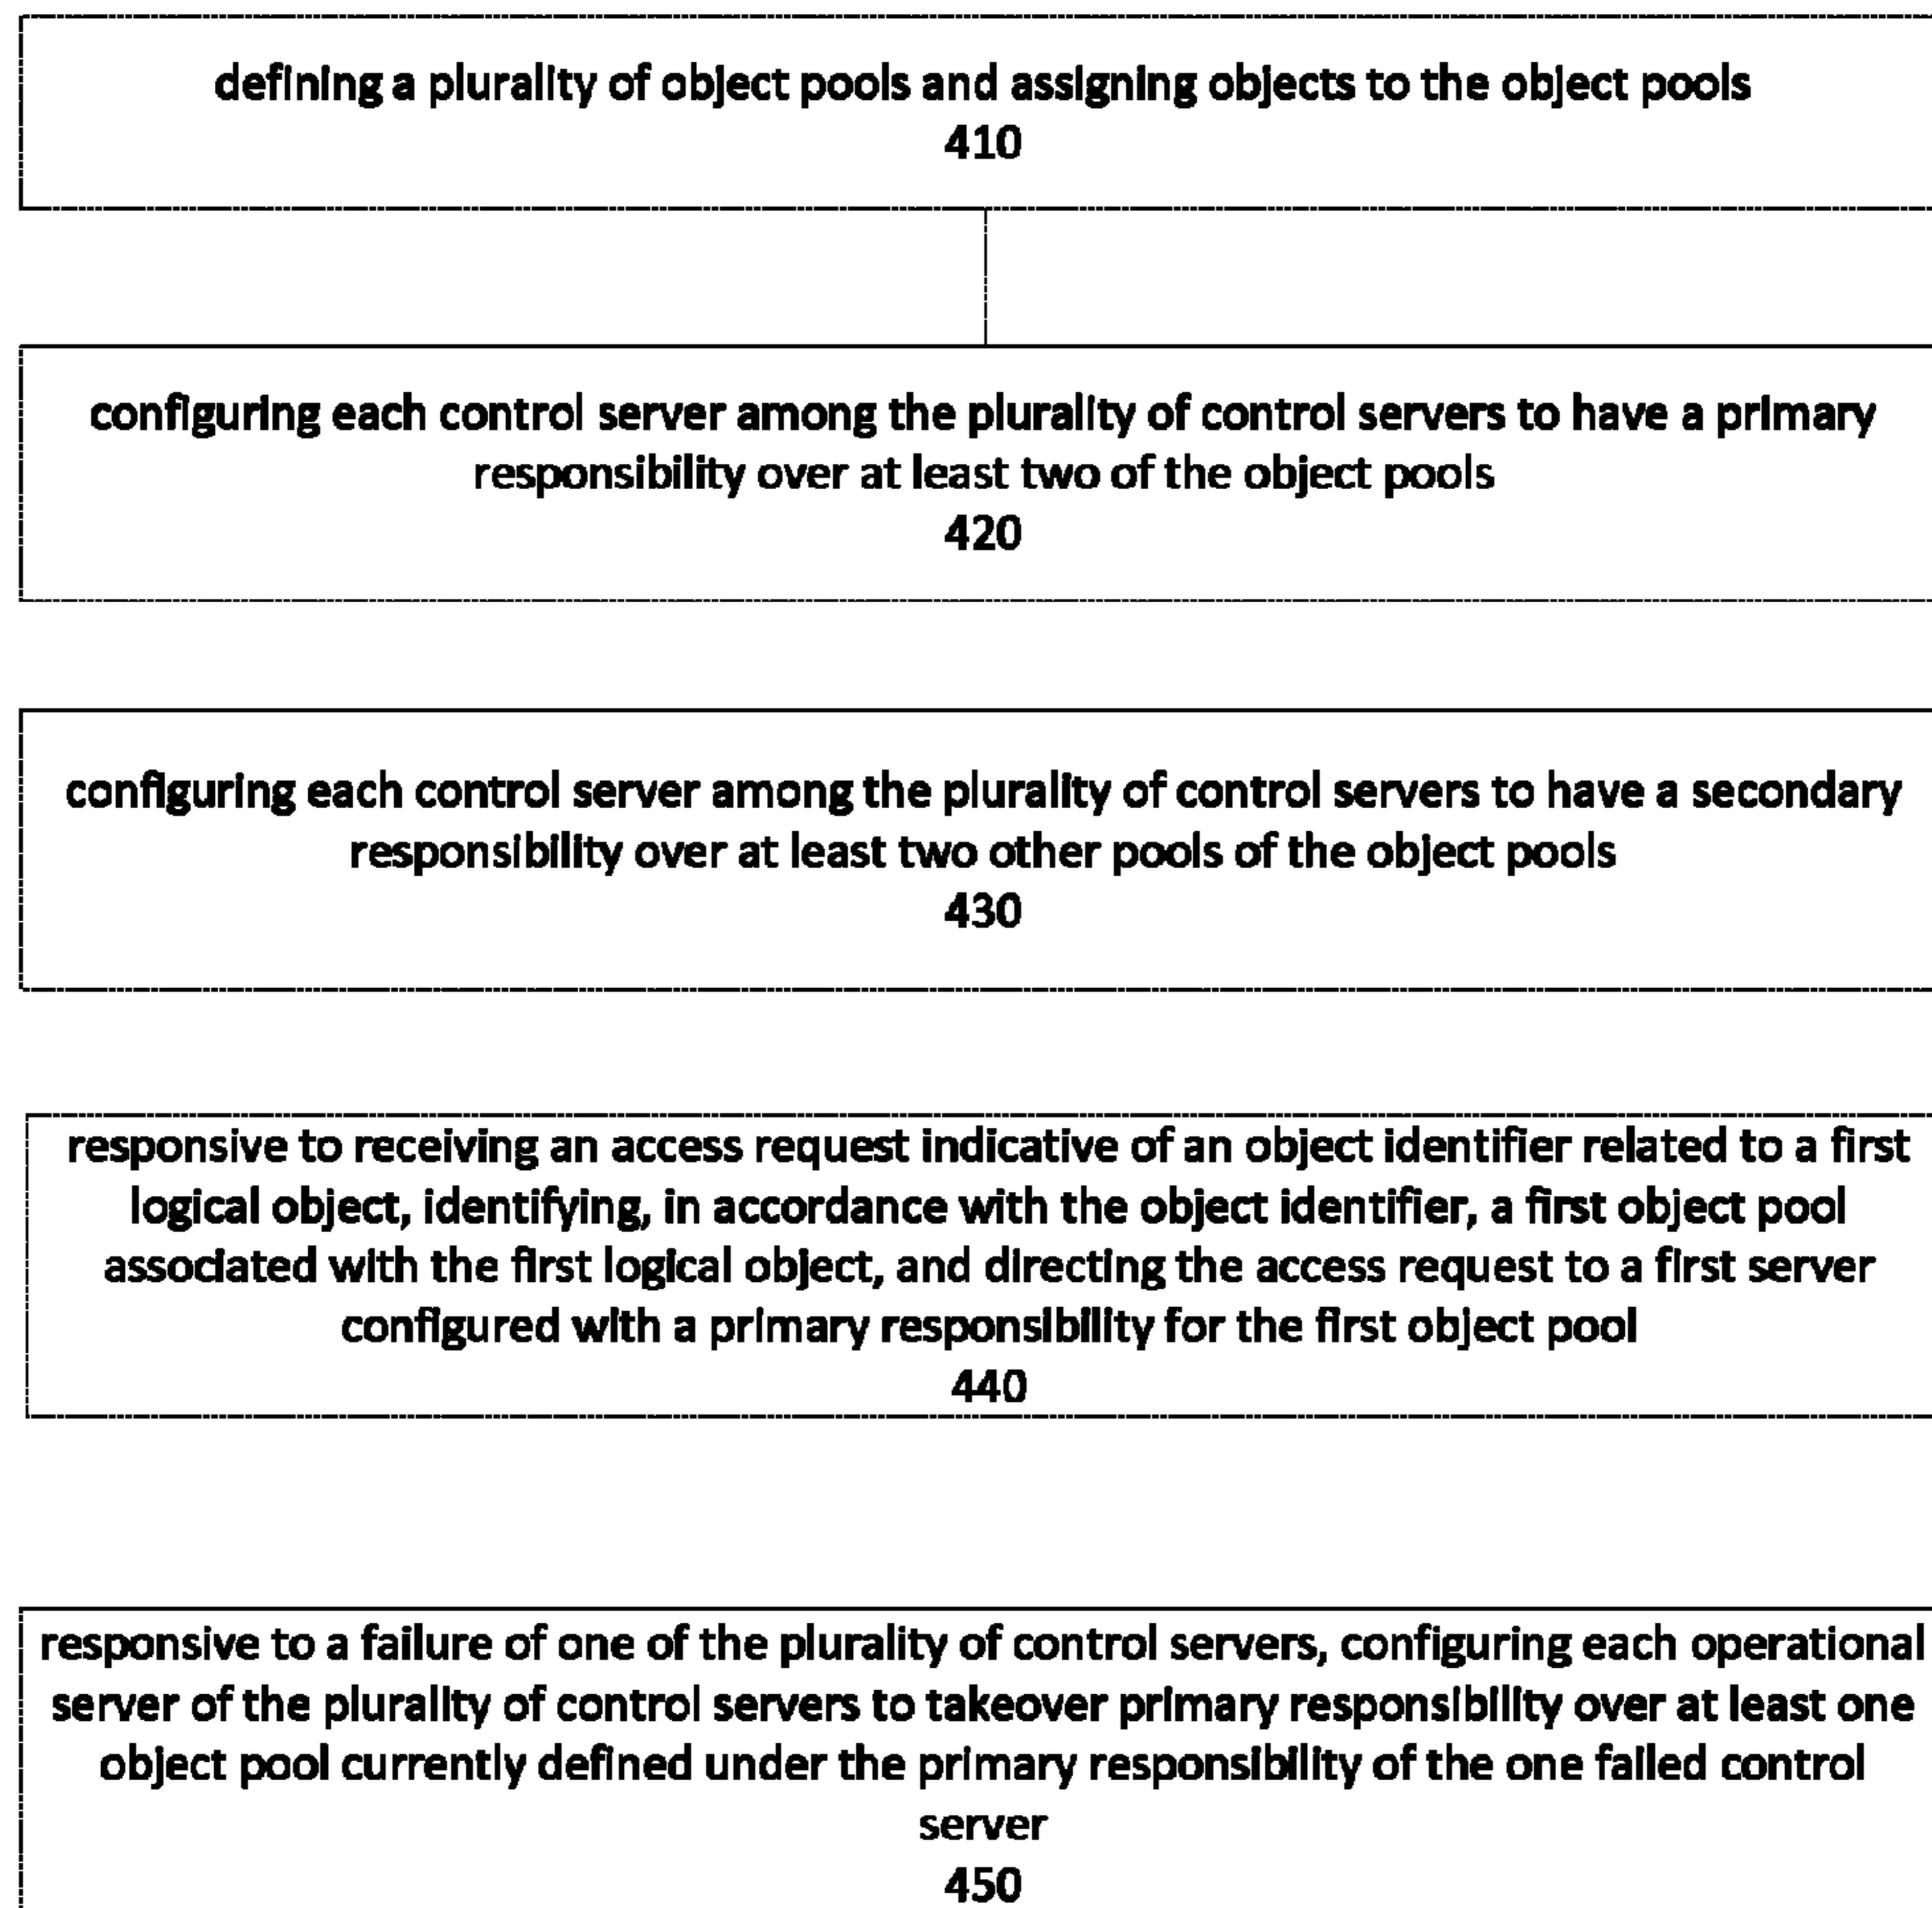 defining a plurality of object pools and assigning objects to the object pools
410
configuring each control server among the plurality of control servers to have a primary
responsibility over at least two of the object pools
420
configuring each control server among the plurality of control servers to have a secondary
responsibility over at least two other pools of the object pools
430
responsive to receiving an access request indicative of an object identifier related to a first
logical object, identifying, in accordance with the object identifier, a first object pool
associated with the first logical object, and directing the access request to a first server
configured with a primary responsibility for the first object pool
440
responsive to a failure of one of the plurality of control servers, configuring each operational
server of the plurality of control servers to takeover primary responsibility over at least one
object pool currently defined under the primary responsibility of the one failed control
server
450